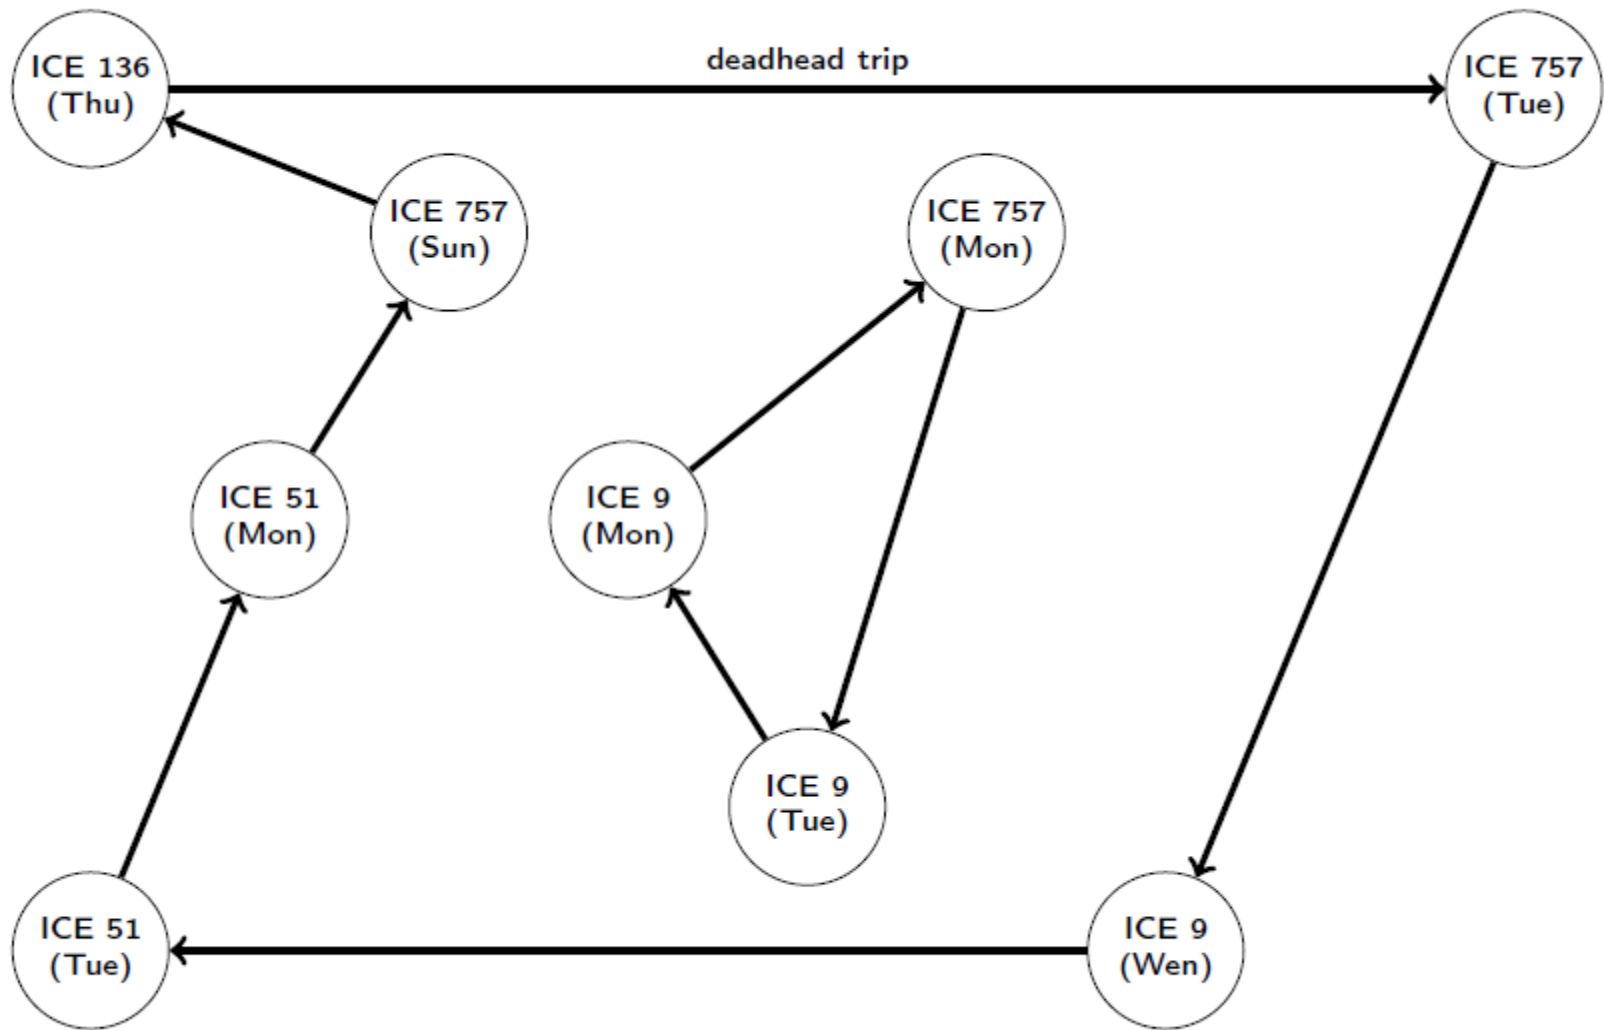 deadhead trip
ICE 136
(Thu)
ICE 757
(Tue)
ICE 757
(Sun)
ICE 757
(Mon)
ICE 51
(Mon)
ICE 9
(Mon)
ICE 9
(Tue)
ICE 51
(Tue)
ICE 9
(Wen)